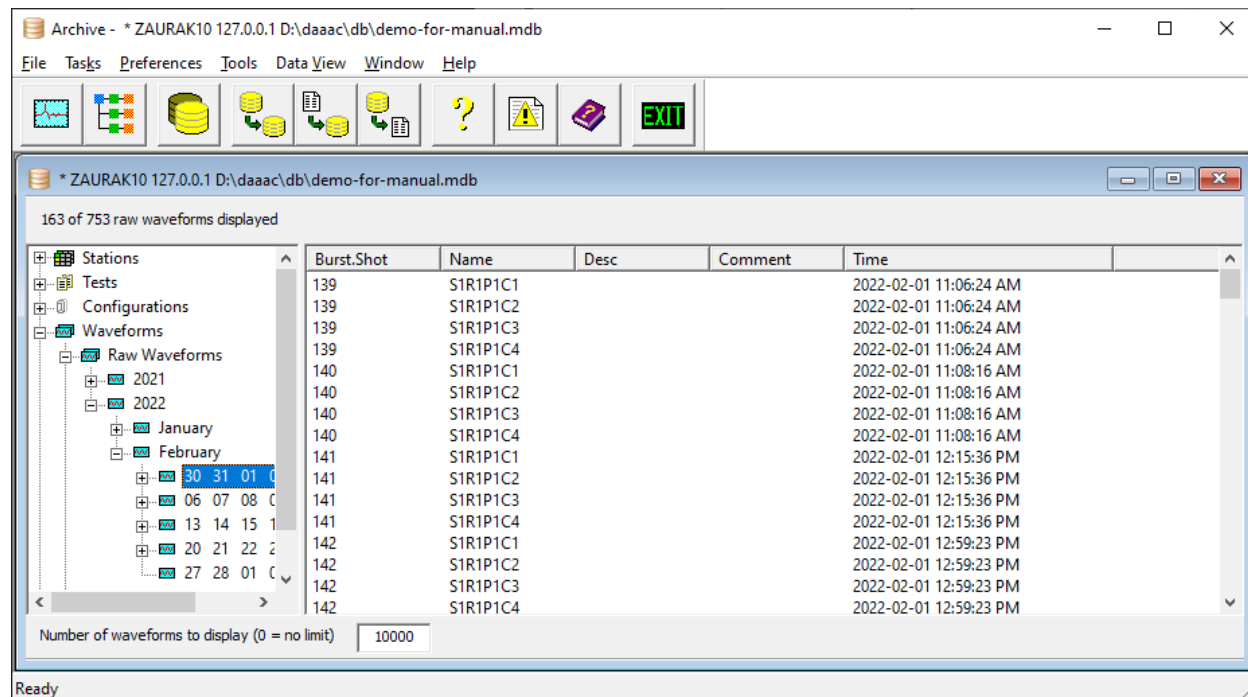 Archive - * ZAURAK10 127.0.0.1 D:\daaac\db\demo-for-manual.mdb
File Tasks Preferences Tools Data View Window Help
EXIT
* ZAURAK10 127.0.0.1 D:\daaac\db\demo-for-manual.mdb
163 of 753 raw waveforms displayed
Stations
Tests
Configurations
Waveforms
Raw Waveforms
2021
2022
January
February
30 31 01
06 07 08
13 14 15
20 21 22
27 28 01
Burst.Shot Name Desc Comment Time
139 S1R1P1C1 2022-02-01 11:06:24 AM
139 S1R1P1C2 2022-02-01 11:06:24 AM
139 S1R1P1C3 2022-02-01 11:06:24 AM
139 S1R1P1C4 2022-02-01 11:06:24 AM
140 S1R1P1C1 2022-02-01 11:08:16 AM
140 S1R1P1C2 2022-02-01 11:08:16 AM
140 S1R1P1C3 2022-02-01 11:08:16 AM
140 S1R1P1C4 2022-02-01 11:08:16 AM
141 S1R1P1C1 2022-02-01 12:15:36 PM
141 S1R1P1C2 2022-02-01 12:15:36 PM
141 S1R1P1C3 2022-02-01 12:15:36 PM
141 S1R1P1C4 2022-02-01 12:15:36 PM
142 S1R1P1C1 2022-02-01 12:59:23 PM
142 S1R1P1C2 2022-02-01 12:59:23 PM
142 S1R1P1C3 2022-02-01 12:59:23 PM
142 S1R1P1C4 2022-02-01 12:59:23 PM
Number of waveforms to display (0 = no limit) 10000
Ready